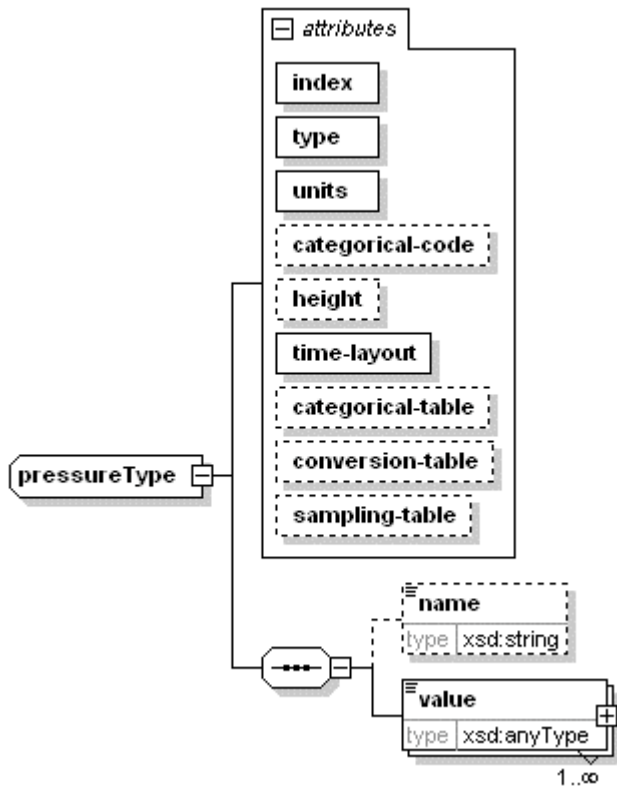 attributes
index
type
units
categorical-code
height
time-layout
categorical-table
conversion-table
sampling-table
pressureType
name
type xsd:string
value
type xsd:anyType
1..∞